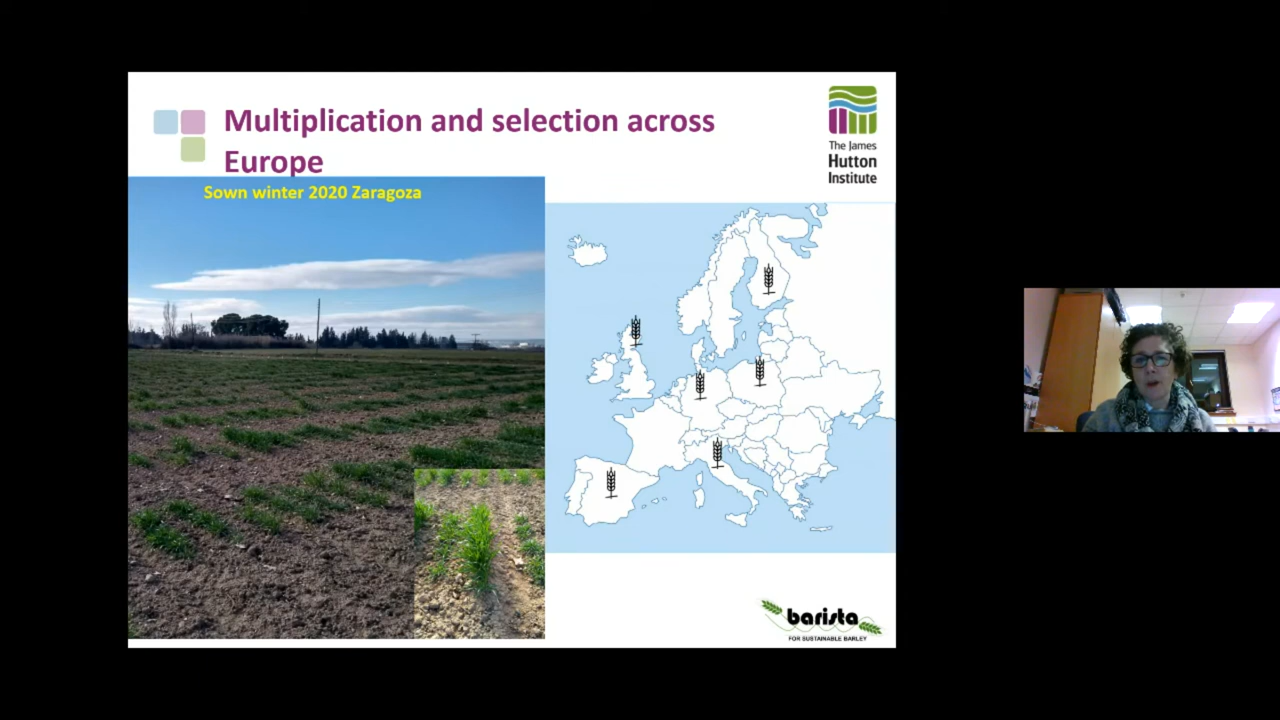 Multiplication and selection across
Europe
The James
Hutton
Institute
Sown winter 2020 Zaragoza
barista
FOR SUSTAINABLE BARLEY